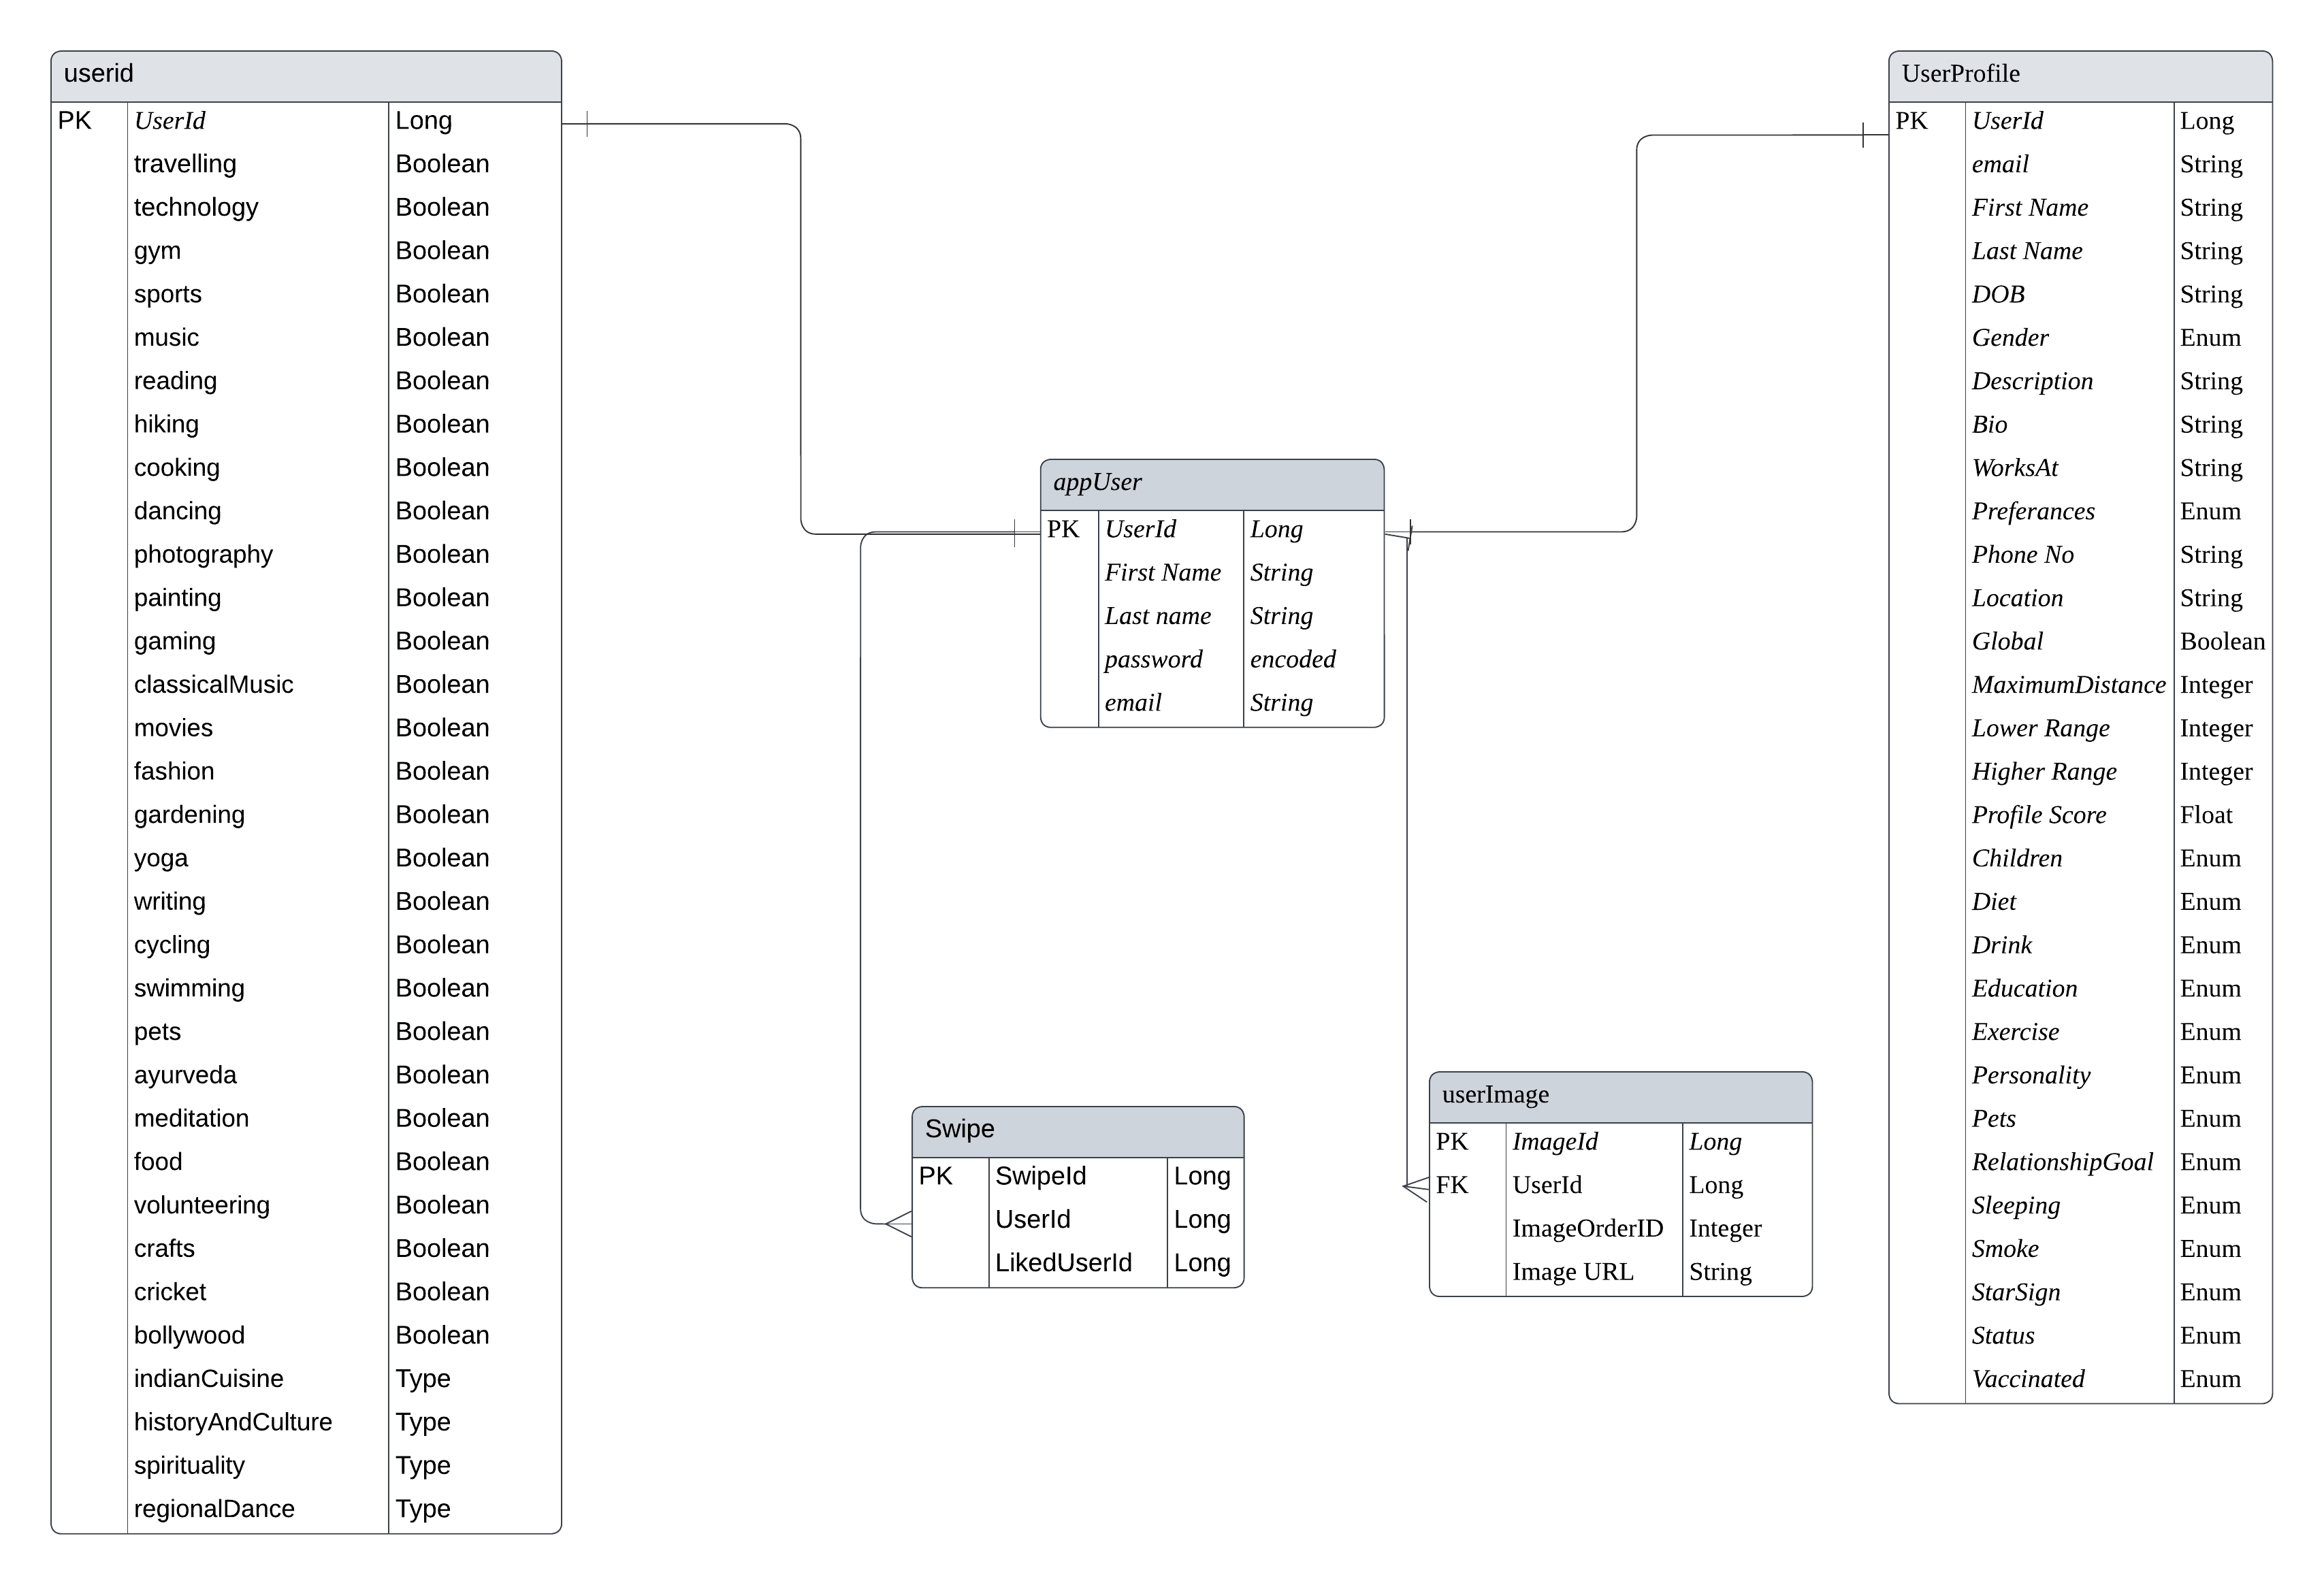 userid
PK UserId Long
travelling Boolean
technology Boolean
gym Boolean
sports Boolean
music Boolean
reading Boolean
hiking Boolean
cooking Boolean
dancing Boolean
photography Boolean
painting Boolean
gaming Boolean
classicalMusic Boolean
movies Boolean
fashion Boolean
gardening Boolean
yoga Boolean
writing Boolean
cycling Boolean
swimming Boolean
pets Boolean
ayurveda Boolean
meditation Boolean
food Boolean
volunteering Boolean
crafts Boolean
cricket Boolean
bollywood Boolean
indianCuisine Type
historyAndCulture Type
spirituality Type
regionalDance Type
appUser
PK UserId Long
First Name String
Last name String
password encoded
email String
Swipe
PK SwipeId Long
UserId Long
LikedUserId Long
userImage
PK ImageId Long
FK UserId Long
ImageOrderID Integer
Image URL String
UserProfile
PK UserId Long
email String
First Name String
Last Name String
DOB String
Gender Enum
Description String
Bio String
WorksAt String
Preferances Enum
Phone No String
Location String
Global Boolean
MaximumDistance Integer
Lower Range Integer
Higher Range Integer
Profile Score Float
Children Enum
Diet Enum
Drink Enum
Education Enum
Exercise Enum
Personality Enum
Pets Enum
RelationshipGoal Enum
Sleeping Enum
Smoke Enum
StarSign Enum
Status Enum
Vaccinated Enum